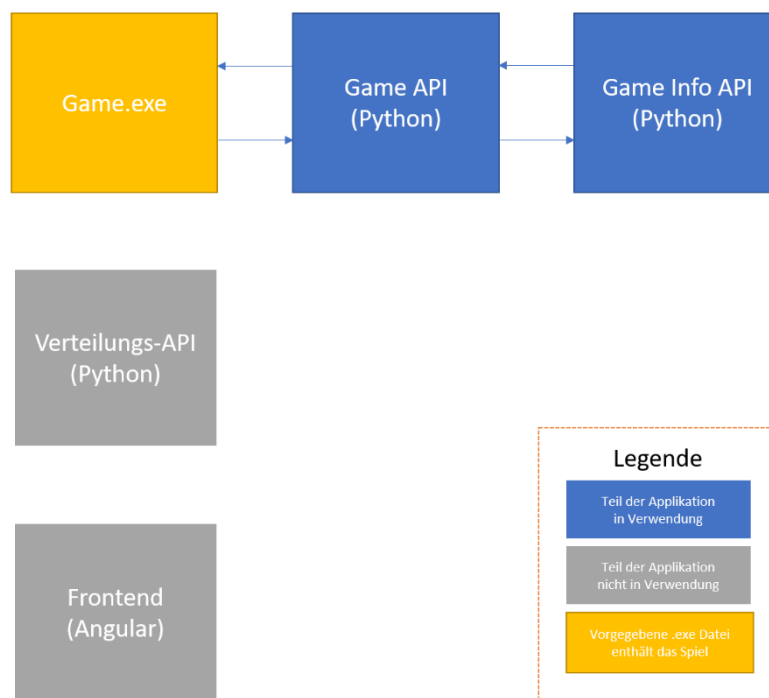 Game.exe
Game API
(Python)
Game Info API
(Python)
Verteilungs-API
(Python)
Frontend
(Angular)
Legende
Teil der Applikation
in Verwendung
Teil der Applikation
nicht in Verwendung
Vorgegebene .exe Datei
enthält das Spiel